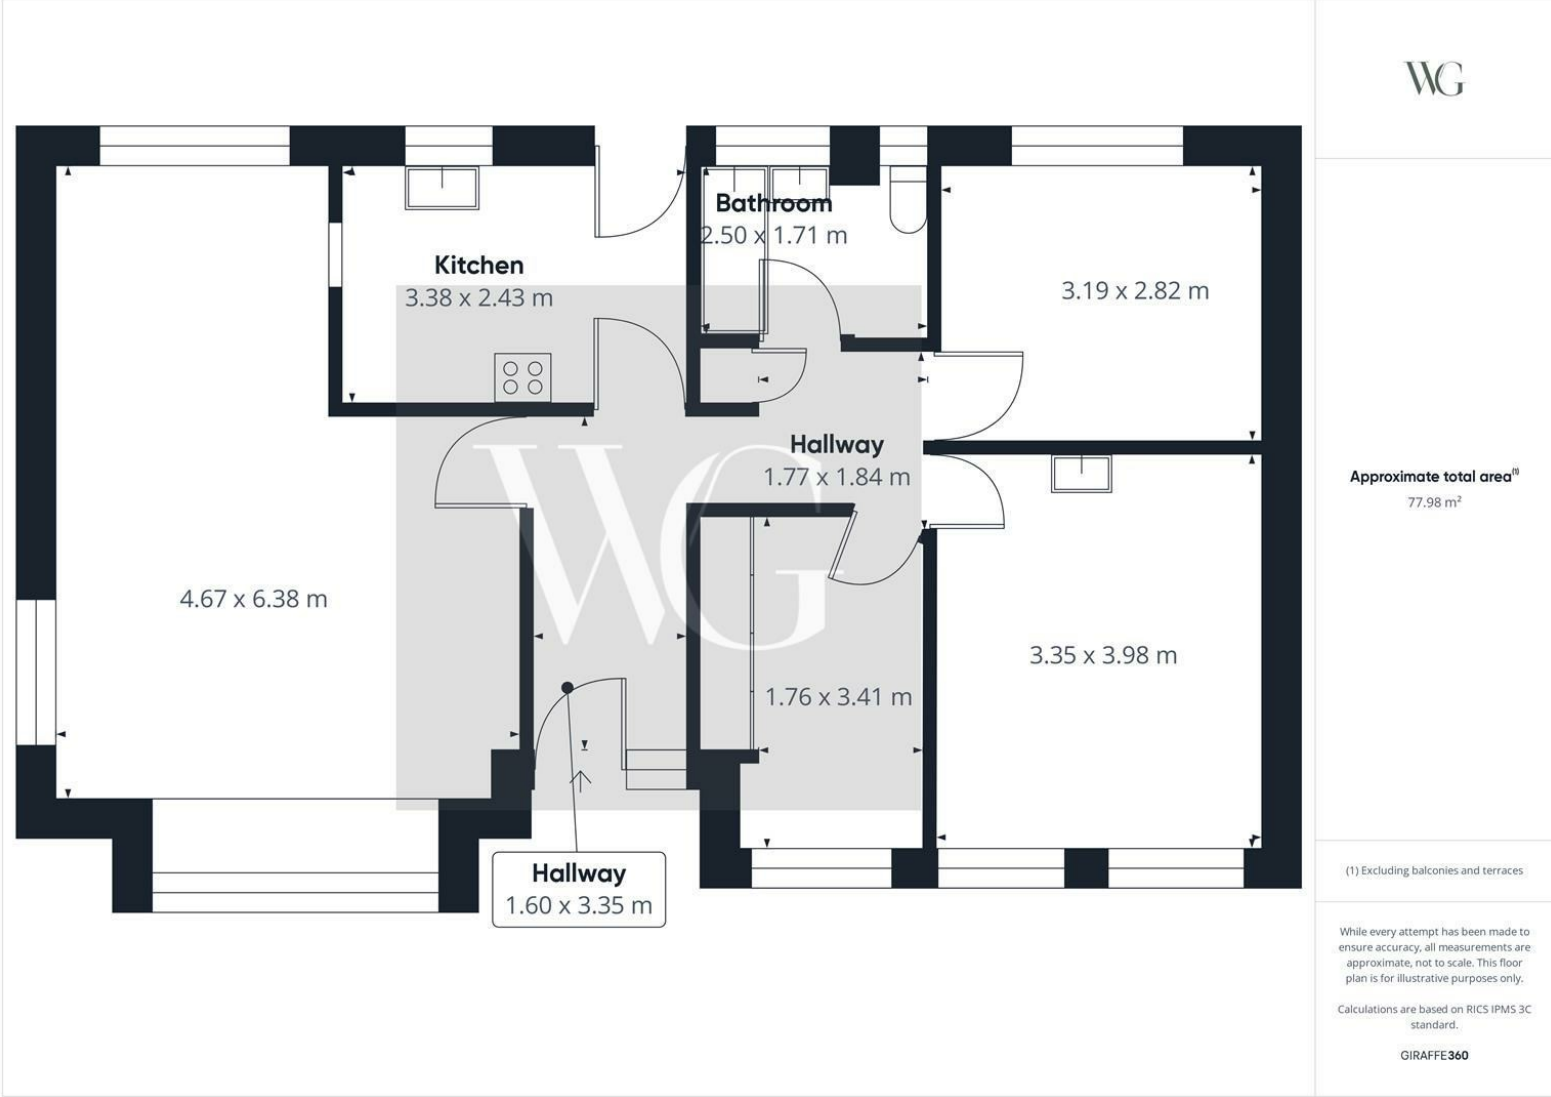 WG
Kitchen
3.38 x 2.43 m
Bathroom
2.50 x 1.71 m
3.19 x 2.82 m
Hallway
1.77 x 1.84 m
WG
4.67 x 6.38 m
1.76 x 3.41 m
3.35 x 3.98 m
Hallway
1.60 x 3.35 m
Approximate total area⁽¹⁾
77.98 m²
(1) Excluding balconies and terraces
While every attempt has been made to
ensure accuracy, all measurements are
approximate, not to scale. This floor
plan is for illustrative purposes only.
Calculations are based on RICS IPMS 3C
standard.
GIRAFFE360